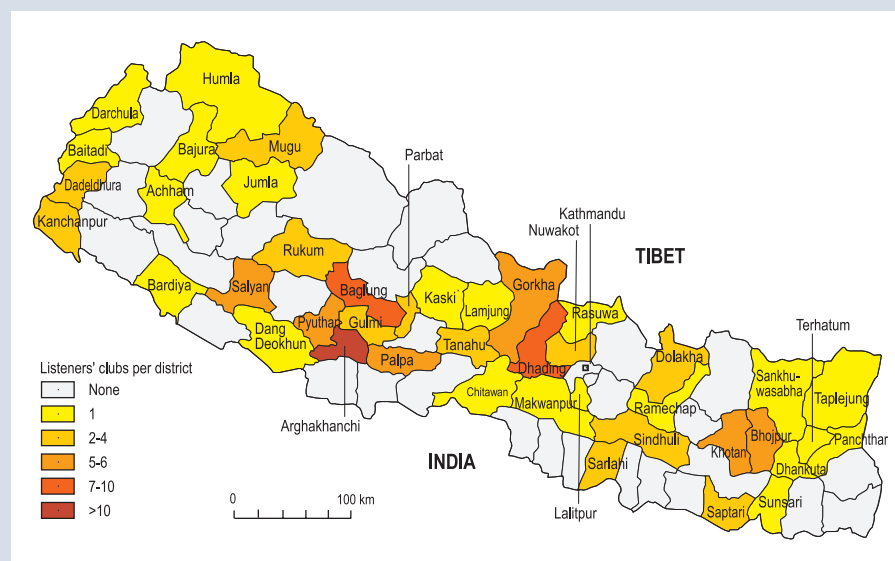 Humla
Darchula
Baitadi
Bajura
Mugu
Parbat
Dadeldhura
Achham
Jumla
Kathmandu
Kanchanpur
Nuwakot
Rukum
TIBET
Bardiya
Salyan
Baglung
Kaski
Lamjung
Gorkha
Rasuwa
Terhatum
Pyuthan
Gulmi
Dang
Deokhuri
Palpa
Tanahu
Dhading
Dolakha
Sankhu-
wasabha
Taplejung
Listeners' clubs per district
None
1
2-4
5-6
7-10
>10
Chitawan
Makwanpur
Ramechap
Arghakhanchi
Sindhuli
Khotan
Bhojpur
Panchthar
INDIA
Sarlahi
Dhankuta
0
100 km
Lalitpur
Saptari
Sunsari